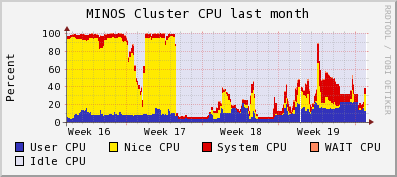 MINOS Cluster CPU last month
RRDTOOL / TOBI OETIKER
Percent
100
80
60
40
20
0
Week 16 Week 17 Week 18 Week 19
User CPU Nice CPU System CPU WAIT CPU
Idle CPU